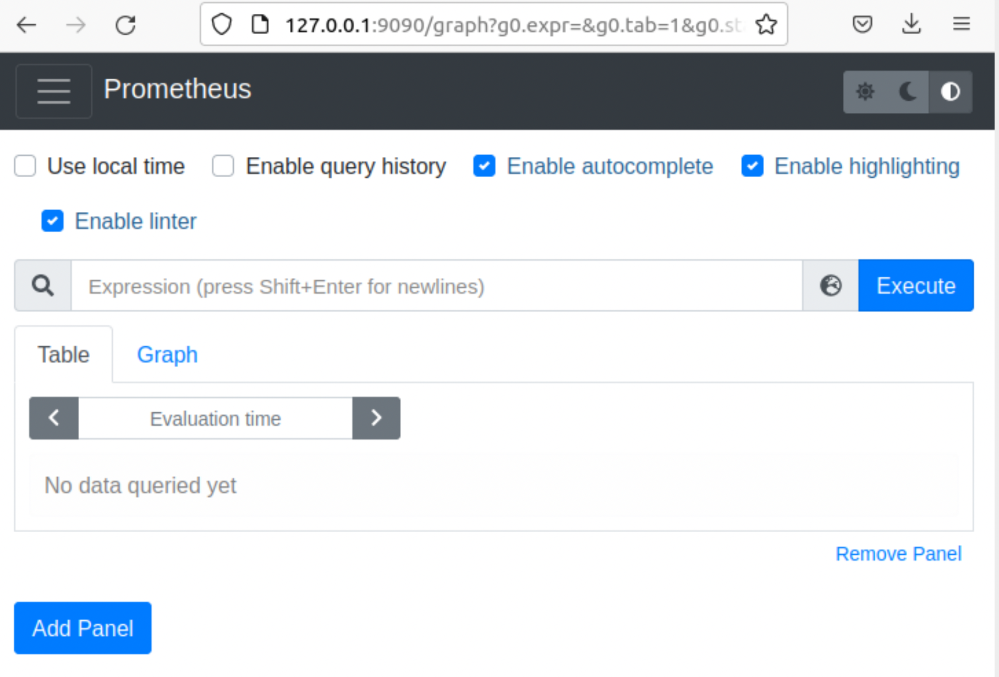 127.0.0.1:9090/graph?g0.expr=&g0.tab=1&g0.st
Prometheus
Use local time Enable query history Enable autocomplete Enable highlighting
Enable linter
Expression (press Shift+Enter for newlines) Execute
Table Graph
Evaluation time
No data queried yet
Remove Panel
Add Panel